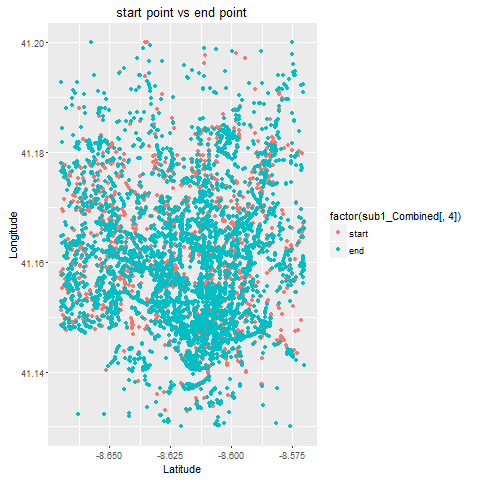 start point vs end point
41.20
41.18
41.16
41.14
Longitude
-8.650
-8.625
-8.600
-8.575
Latitude
factor(sub1_Combined[, 4])
start
end